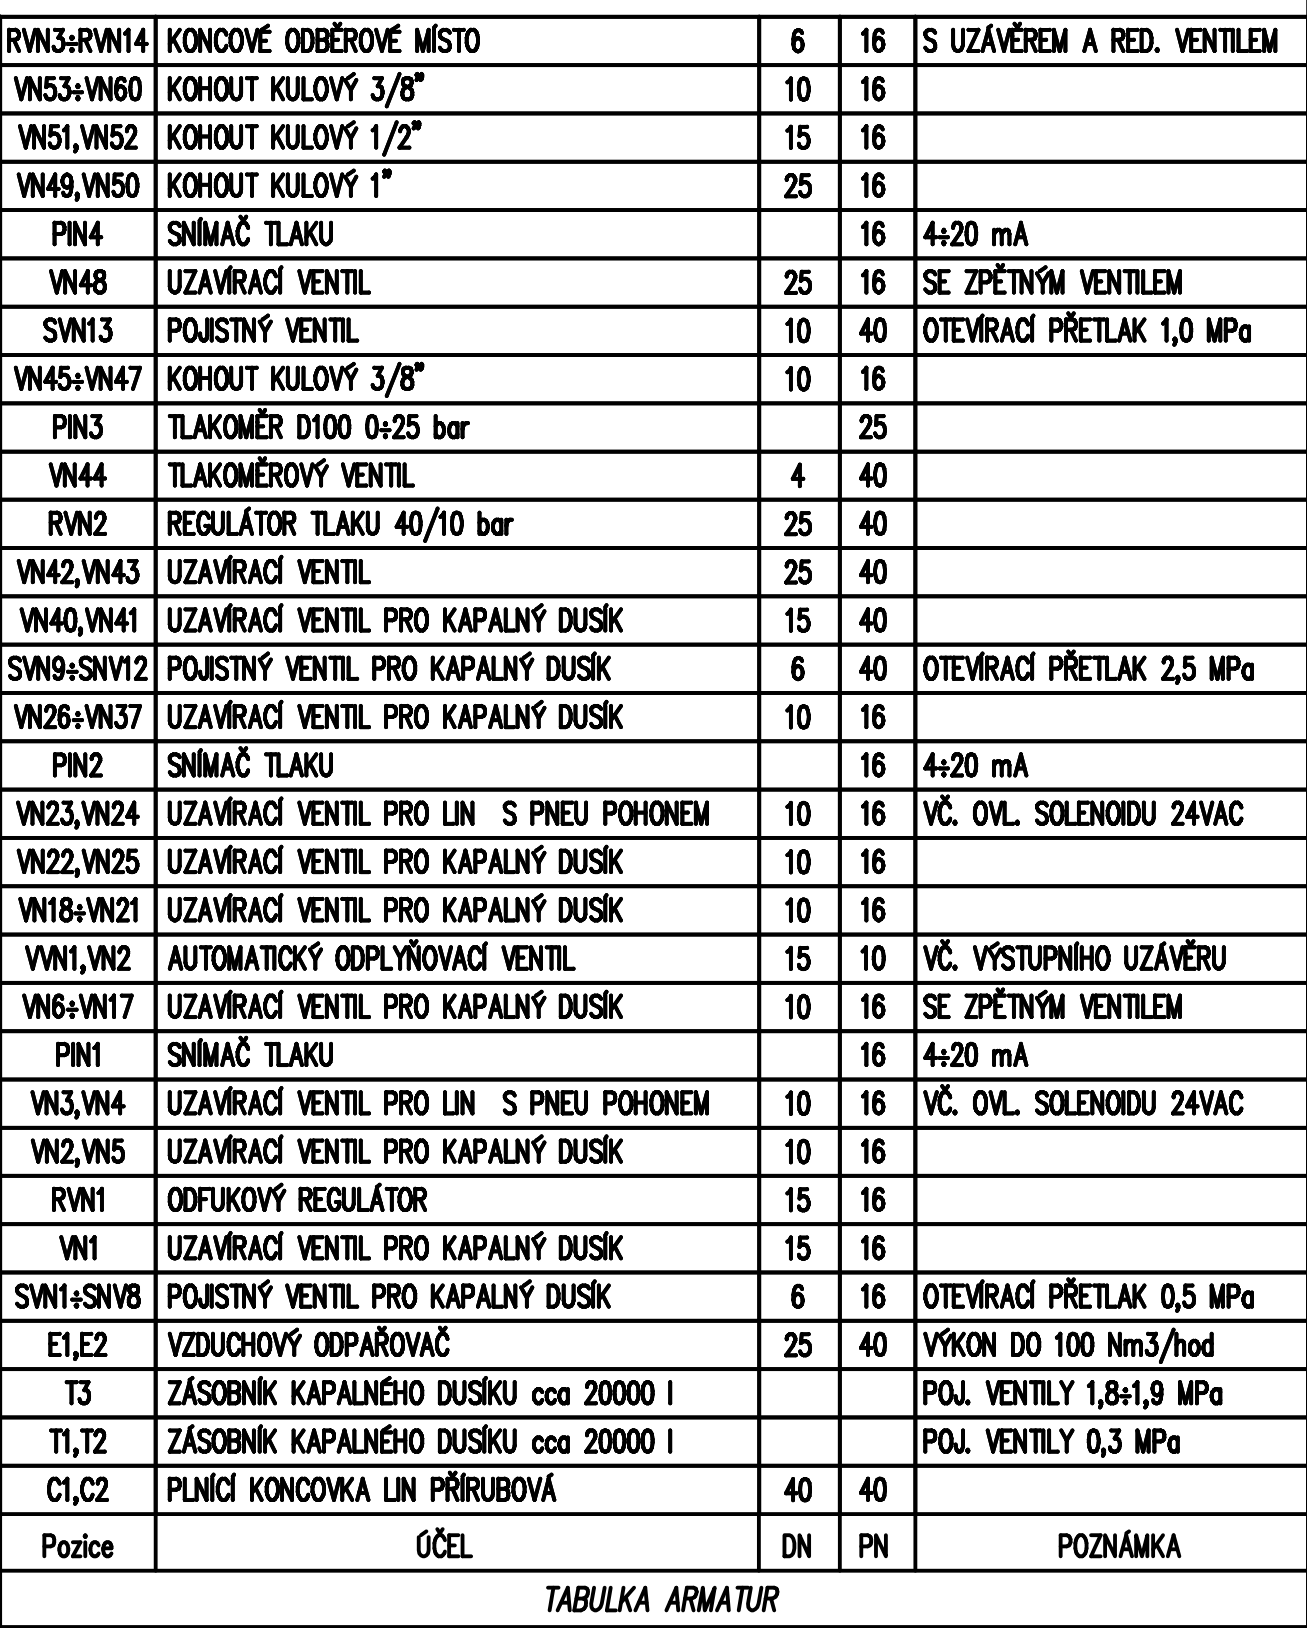 RVN3÷RVN14 KONCOVÉ ODBĚROVÉ MÍSTO 6 16 S UZÁVĚREM A RED. VENTILEM
VN53÷VN60 KOHOUT KULOVÝ 3/8" 10 16
VN51,VN52 KOHOUT KULOVÝ 1/2" 15 16
VN49,VN50 KOHOUT KULOVÝ 1" 25 16
PIN4 SNÍMAČ TLAKU 16 4÷20 mA
VN48 UZAVÍRACÍ VENTIL 25 16 SE ZPĚTNÝM VENTILEM
SVN13 POJISTNÝ VENTIL 10 40 OTEVÍRACÍ PŘETLAK 1,0 MPa
VN45÷VN47 KOHOUT KULOVÝ 3/8" 10 16
PIN3 TLAKOMĚR D100 0÷25 bar 25
VN44 TLAKOMĚROVÝ VENTIL 4 40
RVN2 REGULÁTOR TLAKU 40/10 bar 25 40
VN42,VN43 UZAVÍRACÍ VENTIL 25 40
VN40,VN41 UZAVÍRACÍ VENTIL PRO KAPALNÝ DUSÍK 15 40
SVN9÷SNV12 POJISTNÝ VENTIL PRO KAPALNÝ DUSÍK 6 40 OTEVÍRACÍ PŘETLAK 2,5 MPa
VN26÷VN37 UZAVÍRACÍ VENTIL PRO KAPALNÝ DUSÍK 10 16
PIN2 SNÍMAČ TLAKU 16 4÷20 mA
VN23,VN24 UZAVÍRACÍ VENTIL PRO LIN S PNEU POHONEM 10 16 VČ. OVL. SOLENOIDU 24VAC
VN22,VN25 UZAVÍRACÍ VENTIL PRO KAPALNÝ DUSÍK 10 16
VN18÷VN21 UZAVÍRACÍ VENTIL PRO KAPALNÝ DUSÍK 10 16
VVN1,VN2 AUTOMATICKÝ ODPLYŇOVACÍ VENTIL 15 10 VČ. VÝSTUPNÍHO UZÁVĚRU
VN6÷VN17 UZAVÍRACÍ VENTIL PRO KAPALNÝ DUSÍK 10 16 SE ZPĚTNÝM VENTILEM
PIN1 SNÍMAČ TLAKU 16 4÷20 mA
VN3,VN4 UZAVÍRACÍ VENTIL PRO LIN S PNEU POHONEM 10 16 VČ. OVL. SOLENOIDU 24VAC
VN2,VN5 UZAVÍRACÍ VENTIL PRO KAPALNÝ DUSÍK 10 16
RVN1 ODFUKOVÝ REGULÁTOR 15 16
VN1 UZAVÍRACÍ VENTIL PRO KAPALNÝ DUSÍK 15 16
SVN1÷SNV8 POJISTNÝ VENTIL PRO KAPALNÝ DUSÍK 6 16 OTEVÍRACÍ PŘETLAK 0,5 MPa
E1,E2 VZDUCHOVÝ ODPAŘOVAČ 25 40 VÝKON DO 100 Nm3/hod
T3 ZÁSOBNÍK KAPALNÉHO DUSÍKU cca 20000 l POJ. VENTILY 1,8÷1,9 MPa
T1,T2 ZÁSOBNÍK KAPALNÉHO DUSÍKU cca 20000 l POJ. VENTILY 0,3 MPa
C1,C2 PLNÍCÍ KONCOVKA LIN PŘÍRUBOVÁ 40 40
Pozice ÚČEL DN PN POZNÁMKA
TABULKA ARMATUR